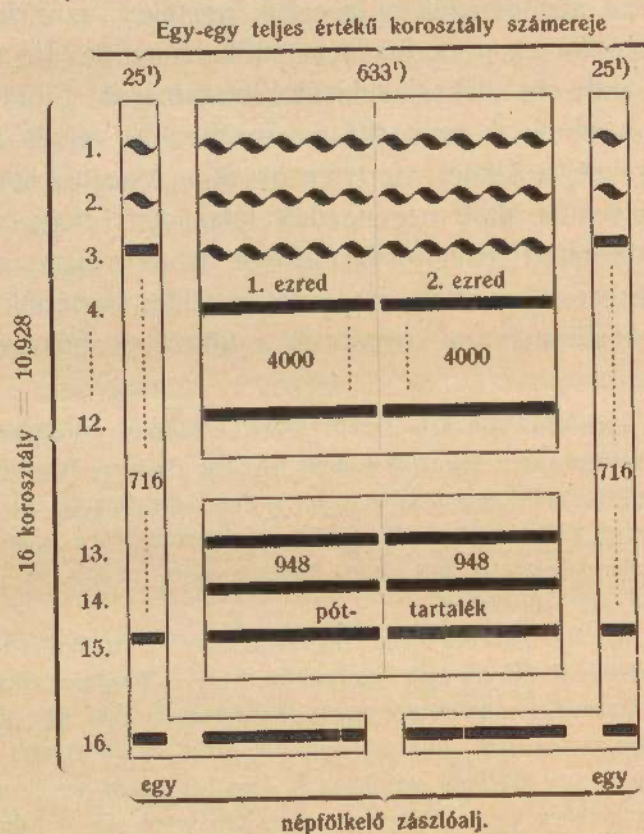 Egy-egy teljes értékű korosztály számereje
25¹) 633¹) 25¹)
1.
2.
3.
1. ezred 2. ezred
4.
4000 4000
12.
16 korosztály = 10,928
716 716
13.
948 948
14.
pót- tartalék
15.
16.
egy egy
népfölkelő zászlóalj.